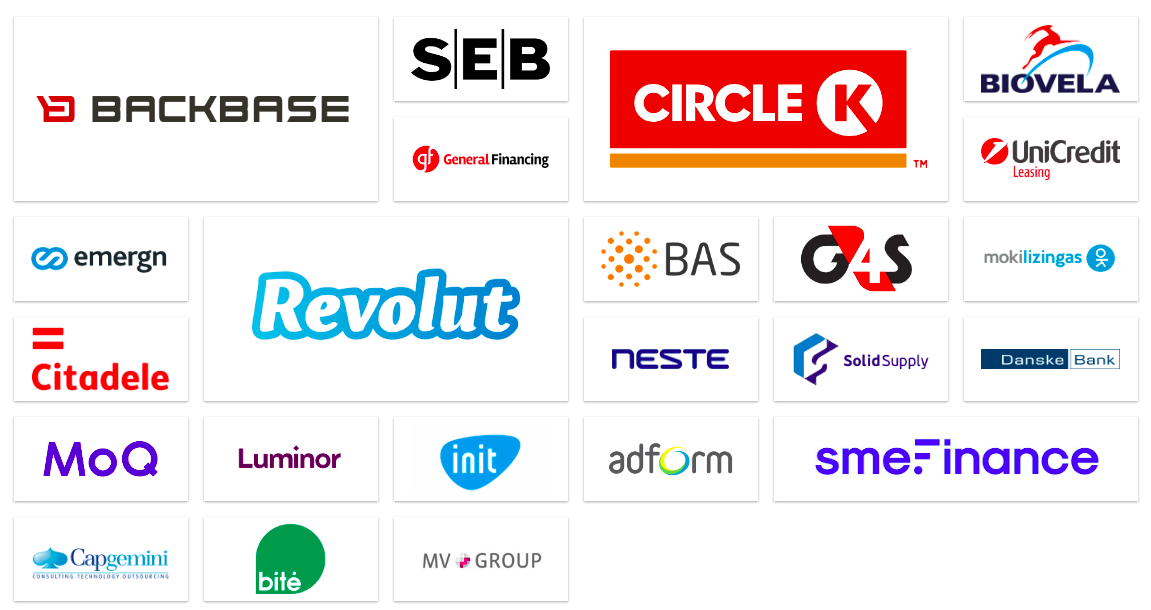 BACKBASE
S|E|B
CIRCLE K
TM
BIOVELA
gf General Financing
UniCredit
Leasing
emergn
Revolut
BAS
G4S
mokilizingas
Citadele
NESTE
SolidSupply
Danske Bank
MoQ
Luminor
init
adform
smeFinance
Capgemini
CONSULTING.TECHNOLOGY.OUTSOURCING
bitė
MV GROUP